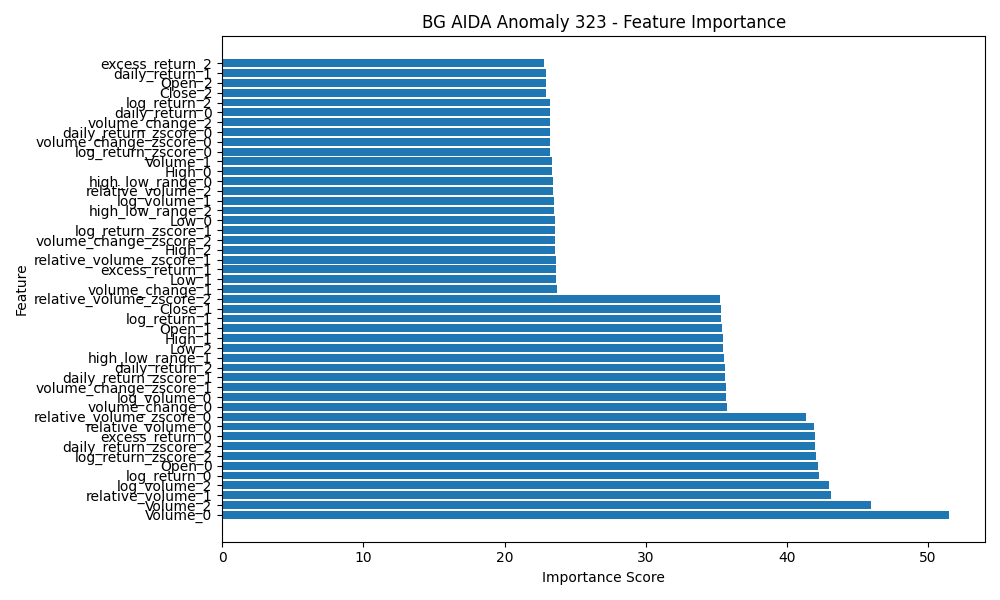 BG AIDA Anomaly 323 - Feature Importance
excess_return_2
daily_return_1
Open_2
Close_2
log_return_2
daily_return_0
volume_change_2
daily_return_zscore_0
volume_change_zscore_0
log_return_zscore_0
Volume_1
High_0
high_low_range_0
relative_volume_2
log_volume_1
high_low_range_2
Low_0
log_return_zscore_1
volume_change_zscore_2
High_2
relative_volume_zscore_1
excess_return_1
Low_1
volume_change_1
relative_volume_zscore_2
Close_1
log_return_1
Open_1
High_1
Low_2
high_low_range_1
daily_return_2
daily_return_zscore_1
volume_change_zscore_1
log_volume_0
volume_change_0
relative_volume_zscore_0
relative_volume_0
excess_return_0
daily_return_zscore_2
log_return_zscore_2
Open_0
log_return_0
log_volume_2
relative_volume_1
Volume_2
Volume_0
Feature
0 10 20 30 40 50
Importance Score